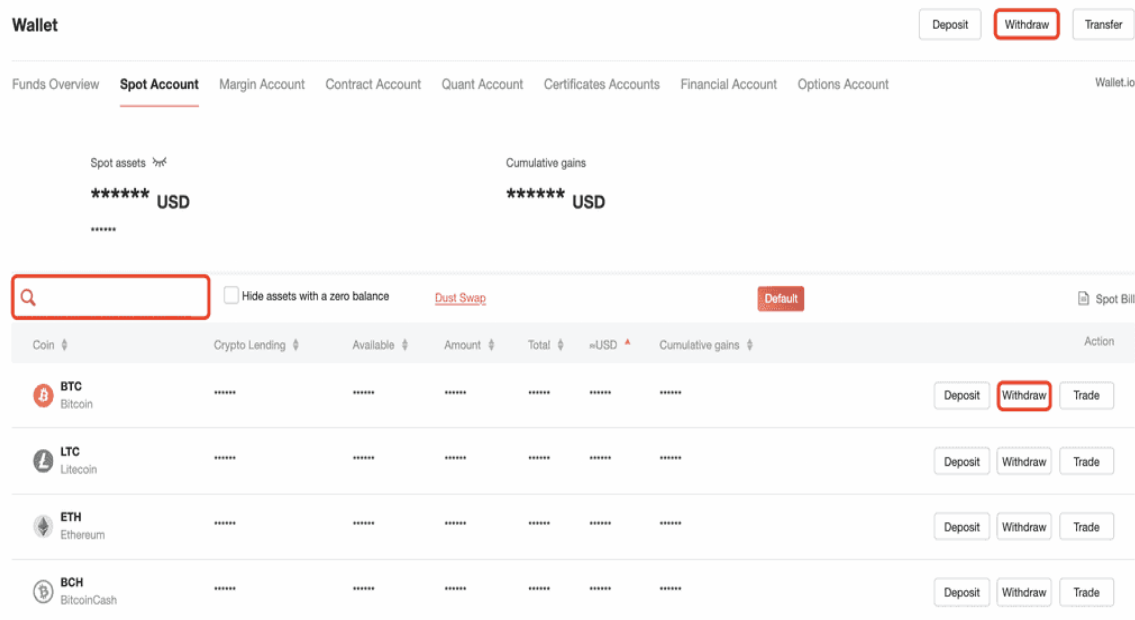 Wallet
Deposit Withdraw Transfer
Funds Overview Spot Account Margin Account Contract Account Quant Account Certificates Accounts Financial Account Options Account Wallet.io
Spot assets Cumulative gains
****** USD ****** USD
******
Hide assets with a zero balance Dust Swap Default Spot Bill
Coin Crypto Lending Available Amount Total ≈USD Cumulative gains Action
BTC ****** ****** ****** ****** ****** ****** Deposit Withdraw Trade
Bitcoin
LTC ****** ****** ****** ****** ****** ****** Deposit Withdraw Trade
Litecoin
ETH ****** ****** ****** ****** ****** ****** Deposit Withdraw Trade
Ethereum
BCH ****** ****** ****** ****** ****** ****** Deposit Withdraw Trade
BitcoinCash